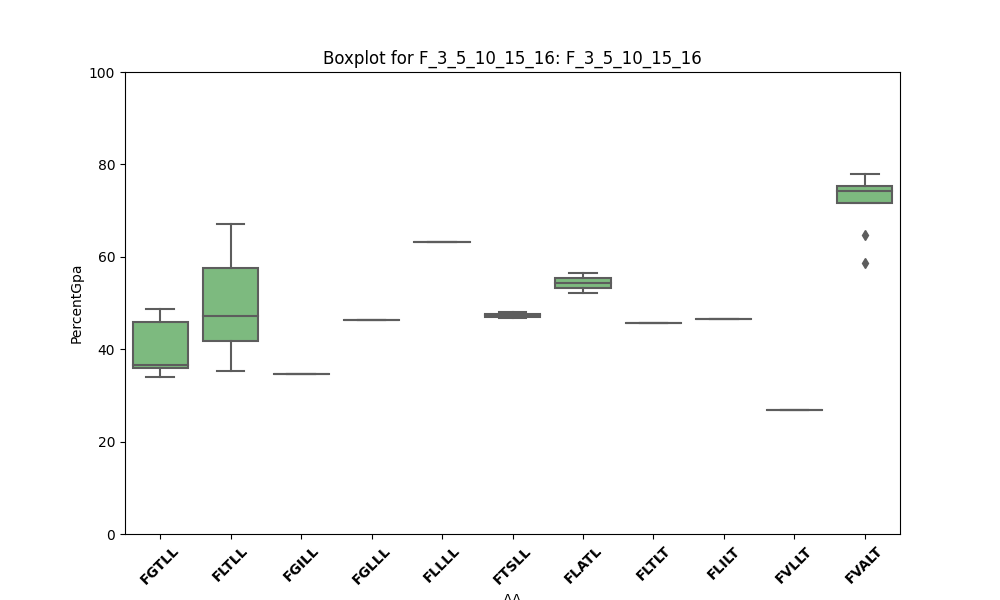 Boxplot for F_3_5_10_15_16: F_3_5_10_15_16
100
80
60
40
20
0
PercentGpa
FGTLL
FLTLL
FGILL
FGLLL
FLLLL
FTSLL
FLATL
FLTLT
FLILT
FVLLT
FVALT
AA